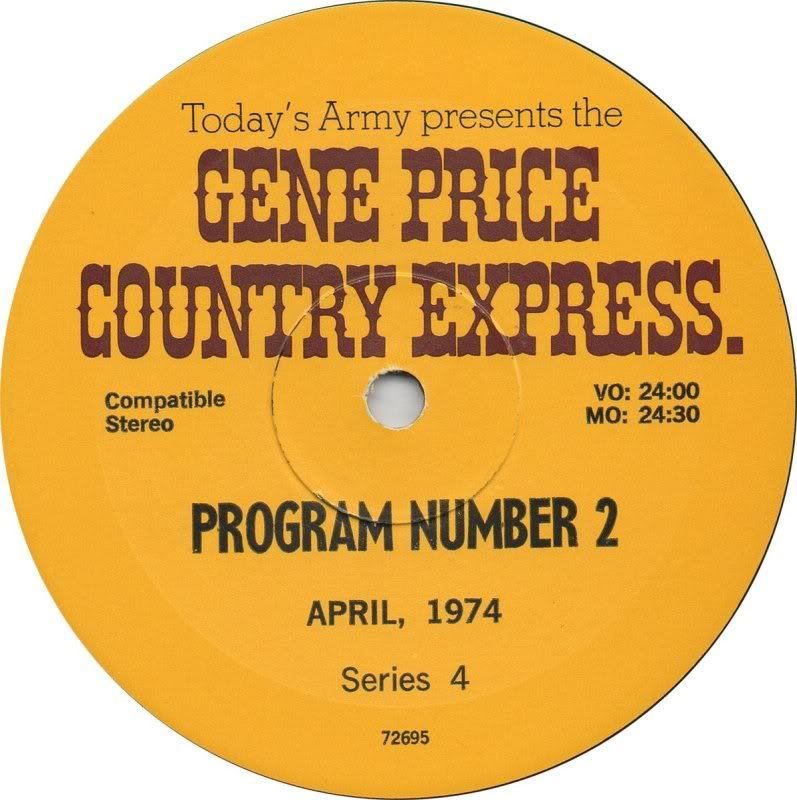 Today's Army presents the
GENE PRICE
COUNTRY EXPRESS.
Compatible
Stereo
VO: 24:00
MO: 24:30
PROGRAM NUMBER 2
APRIL, 1974
Series 4
72695